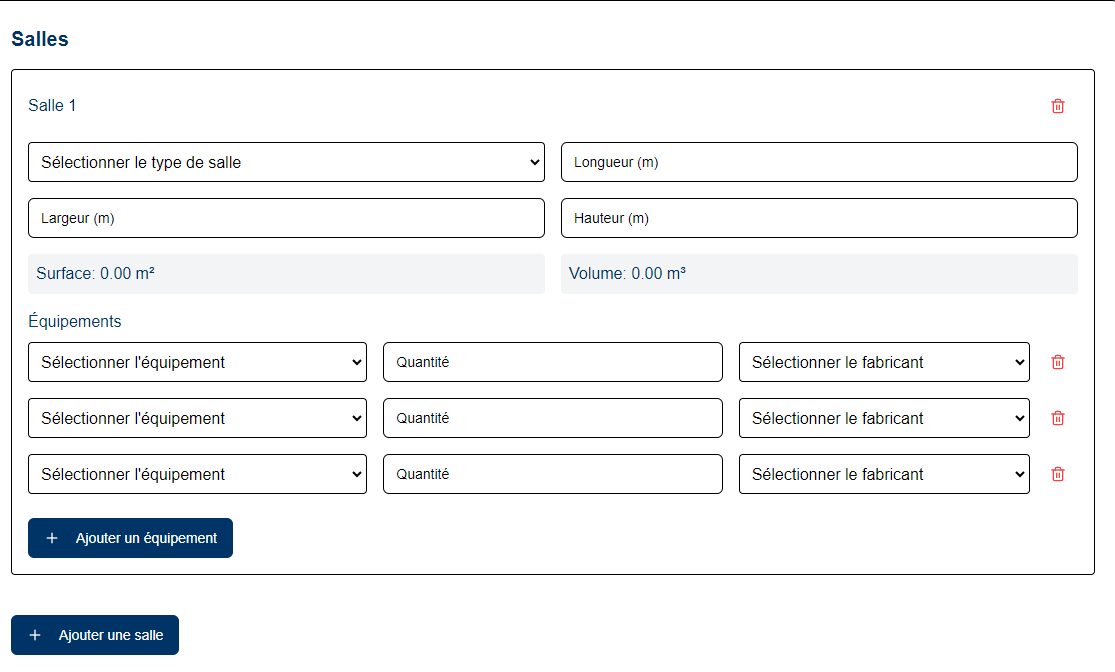 Salles
Salle 1
Sélectionner le type de salle
Longueur (m)
Largeur (m)
Hauteur (m)
Surface: 0.00 m²
Volume: 0.00 m³
Équipements
Sélectionner l'équipement
Quantité
Sélectionner le fabricant
Sélectionner l'équipement
Quantité
Sélectionner le fabricant
Sélectionner l'équipement
Quantité
Sélectionner le fabricant
+ Ajouter un équipement
+ Ajouter une salle